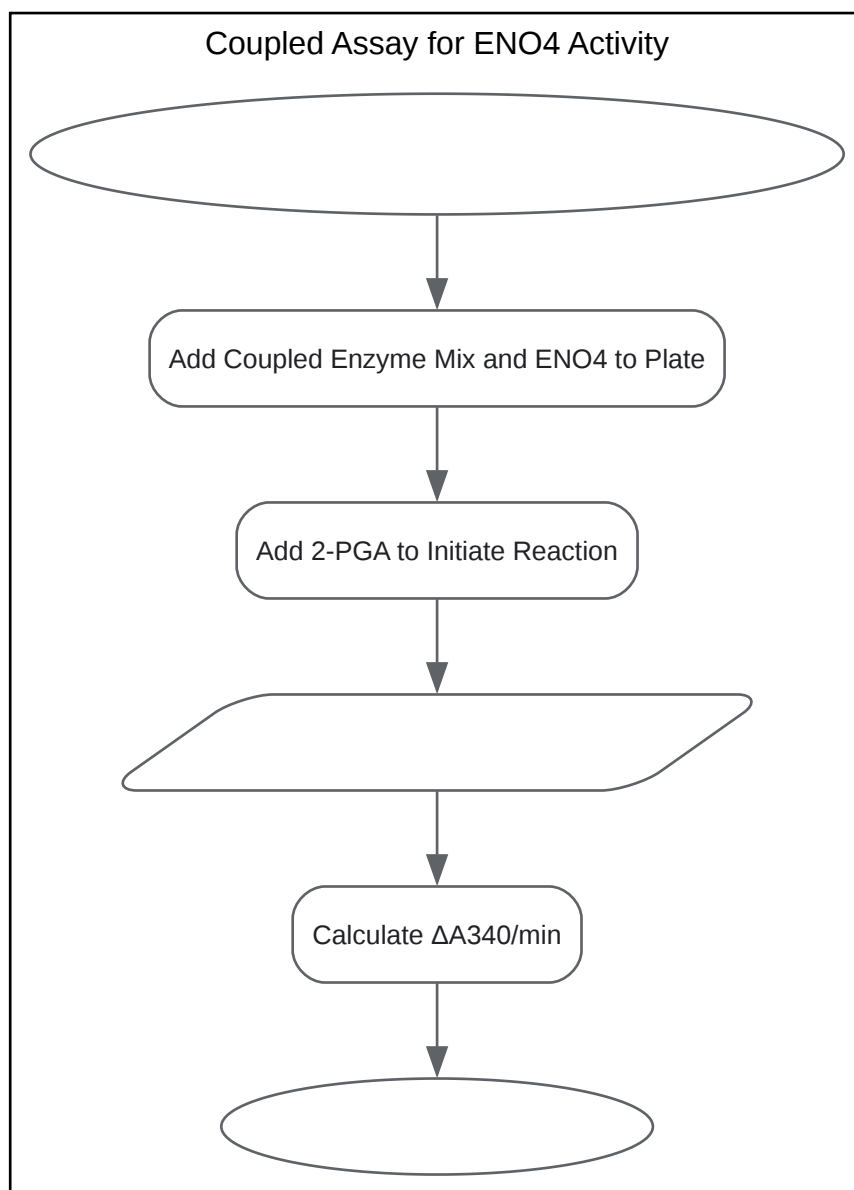 Coupled Assay for ENO4 Activity
Add Coupled Enzyme Mix and ENO4 to Plate
Add 2-PGA to Initiate Reaction
Calculate ΔA340/min